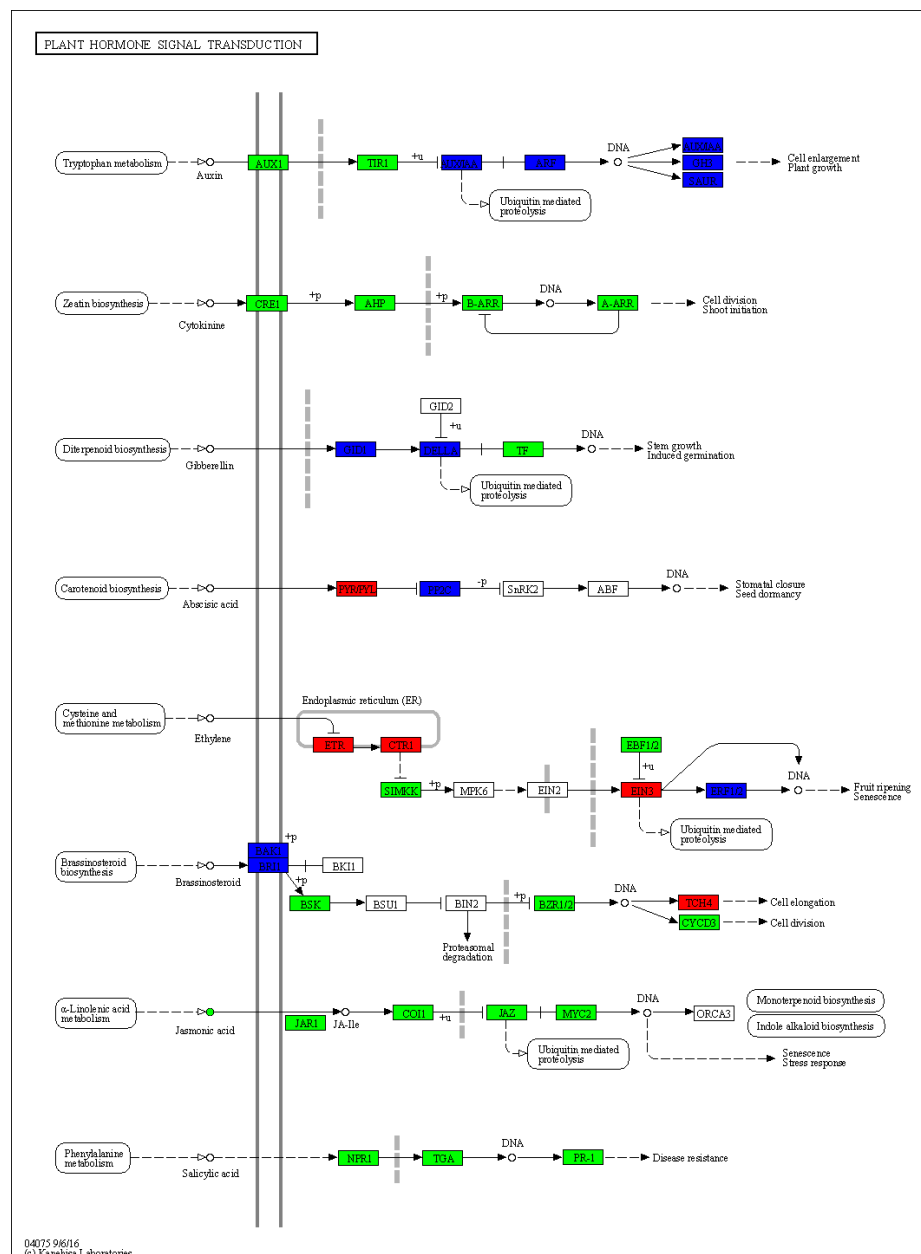 PLANT HORMONE SIGNAL TRANSDUCTION
Tryptophan metabolism
Auxin
AUX1
TIR1
+u
AUX/IAA
ARF
DNA
AUX/IAA
GH3
SAUR
Cell enlargement
Plant growth
Ubiquitin mediated
proteolysis
Zeatin biosynthesis
Cytokinine
CRE1
+p
AHP
+p
B-ARR
DNA
A-ARR
Cell division
Shoot initiation
GID2
+u
Diterpenoid biosynthesis
Gibberellin
GID1
DELLA
TF
DNA
Stem growth
Induced germination
Ubiquitin mediated
proteolysis
Carotenoid biosynthesis
Abscisic acid
PYR/PYL
PP2C
-p
SnRK2
ABF
DNA
Stomatal closure
Seed dormancy
Endoplasmic reticulum (ER)
Cysteine and
methionine metabolism
Ethylene
ETR
CTR1
SIMKK
+p
MPK6
EIN2
EBF1/2
+u
EIN3
ERF1/2
DNA
Fruit ripening
Senescence
Ubiquitin mediated
proteolysis
Brassinosteroid
biosynthesis
Brassinosteroid
+p
BAK1
BRI1
BKI1
+p
BSK
BSU1
BIN2
+p
BZR1/2
DNA
TCH4
Cell elongation
CYCD3
Cell division
Proteasomal
degradation
α-Linolenic acid
metabolism
Jasmonic acid
JAR1
JA-Ile
COI1
+u
JAZ
MYC2
DNA
ORCA3
Monoterpenoid biosynthesis
Indole alkaloid biosynthesis
Ubiquitin mediated
proteolysis
Senescence
Stress response
Phenylalanine
metabolism
Salicylic acid
NPR1
TGA
DNA
PR-1
Disease resistance
04075 9/6/16
(c) Kanehisa Laboratories